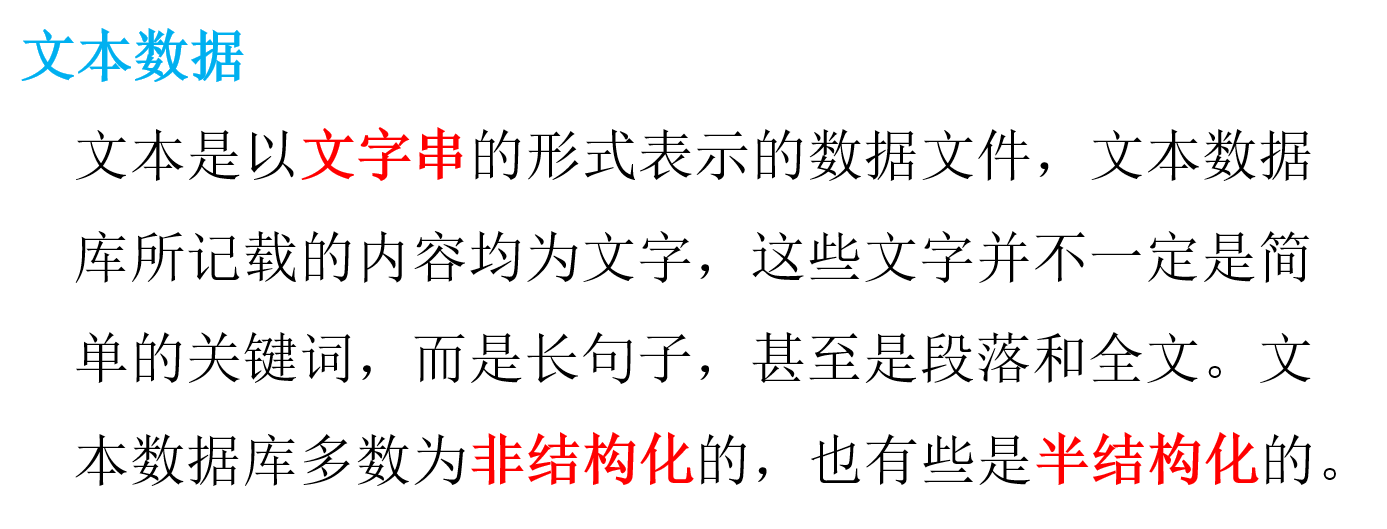 文本数据
文本是以文字串的形式表示的数据文件，文本数据
库所记载的内容均为文字，这些文字并不一定是简
单的关键词，而是长句子，甚至是段落和全文。文
本数据库多数为非结构化的，也有些是半结构化的。